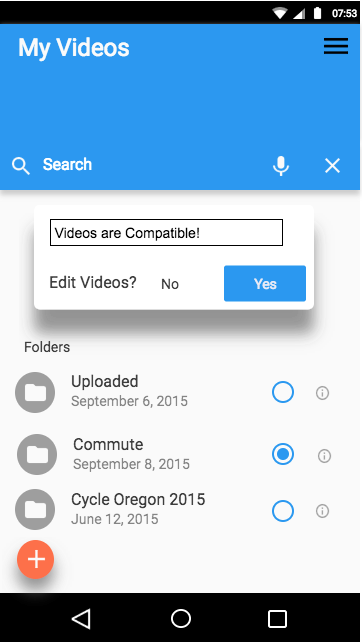 07:53
My Videos
Search
Videos are Compatible!
Edit Videos? No Yes
Folders
Uploaded
September 6, 2015
Commute
September 8, 2015
Cycle Oregon 2015
June 12, 2015